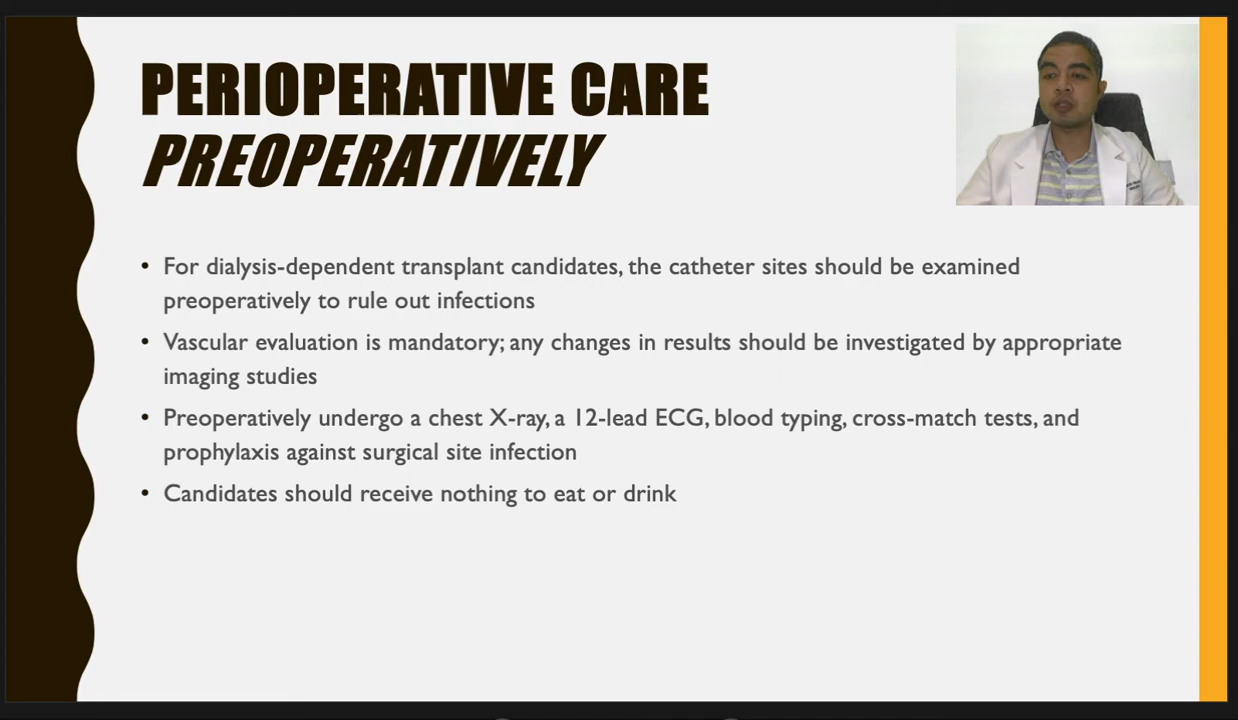 PERIOPERATIVE CARE
PREOPERATIVELY
• For dialysis-dependent transplant candidates, the catheter sites should be examined
preoperatively to rule out infections
• Vascular evaluation is mandatory; any changes in results should be investigated by appropriate
imaging studies
• Preoperatively undergo a chest X-ray, a 12-lead ECG, blood typing, cross-match tests, and
prophylaxis against surgical site infection
• Candidates should receive nothing to eat or drink